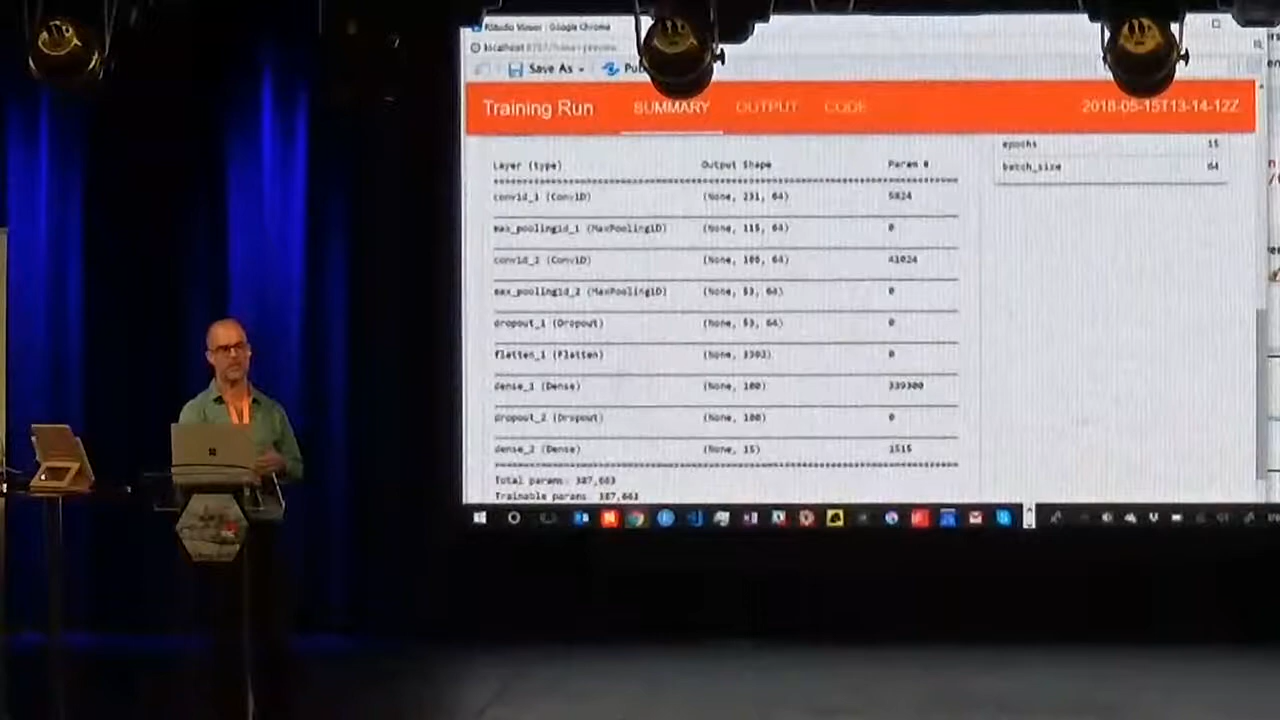 RStudio Viewer - Google Chrome
Save As
Training Run SUMMARY OUTPUT CODE 2018-05-15T13-14-12Z
epochs 15
batch_size 64
Layer (type) Output Shape Param #
conv1d_1 (Conv1D) (None, 231, 64) 5824
max_pooling1d_1 (MaxPooling1D) (None, 115, 64) 0
conv1d_2 (Conv1D) (None, 106, 64) 41024
max_pooling1d_2 (MaxPooling1D) (None, 53, 64) 0
dropout_1 (Dropout) (None, 53, 64) 0
flatten_1 (Flatten) (None, 3392) 0
dense_1 (Dense) (None, 100) 339300
dropout_2 (Dropout) (None, 100) 0
dense_2 (Dense) (None, 15) 1515
Total params: 387,663
Trainable params: 387,663